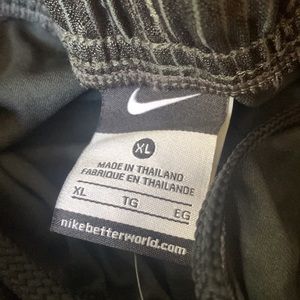 XL
MADE IN THAILAND
FABRIQUE EN THAILANDE
XL TG EG
nikebetterworld.com